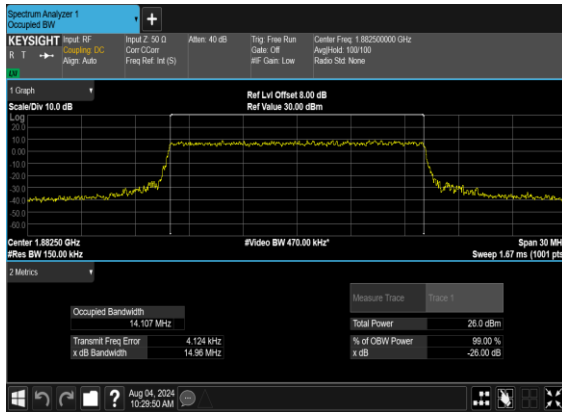 Spectrum Analyzer 1
Occupied BW
+
KEYSIGHT Input: RF Input Z: 50 Ω Atten: 40 dB Trig: Free Run Center Freq: 1.882500000 GHz
R T Coupling: DC Corr CCorr Gate: Off Avg|Hold: 100/100
Align: Auto Freq Ref: Int (S) #IF Gain: Low Radio Std: None
1 Graph
Ref Lvl Offset 8.00 dB
Scale/Div 10.0 dB Ref Value 30.00 dBm
Log
20.0
10.0
0.00
-10.0
-20.0
-30.0
-40.0
-50.0
-60.0
Center 1.88250 GHz #Video BW 470.00 kHz* Span 30 MH
#Res BW 150.00 kHz Sweep 1.67 ms (1001 pts
2 Metrics
Measure Trace Trace 1
Occupied Bandwidth
14.107 MHz Total Power 26.0 dBm
Transmit Freq Error 4.124 kHz % of OBW Power 99.00 %
x dB Bandwidth 14.96 MHz x dB -26.00 dB
? Aug 04, 2024
10:29:50 AM